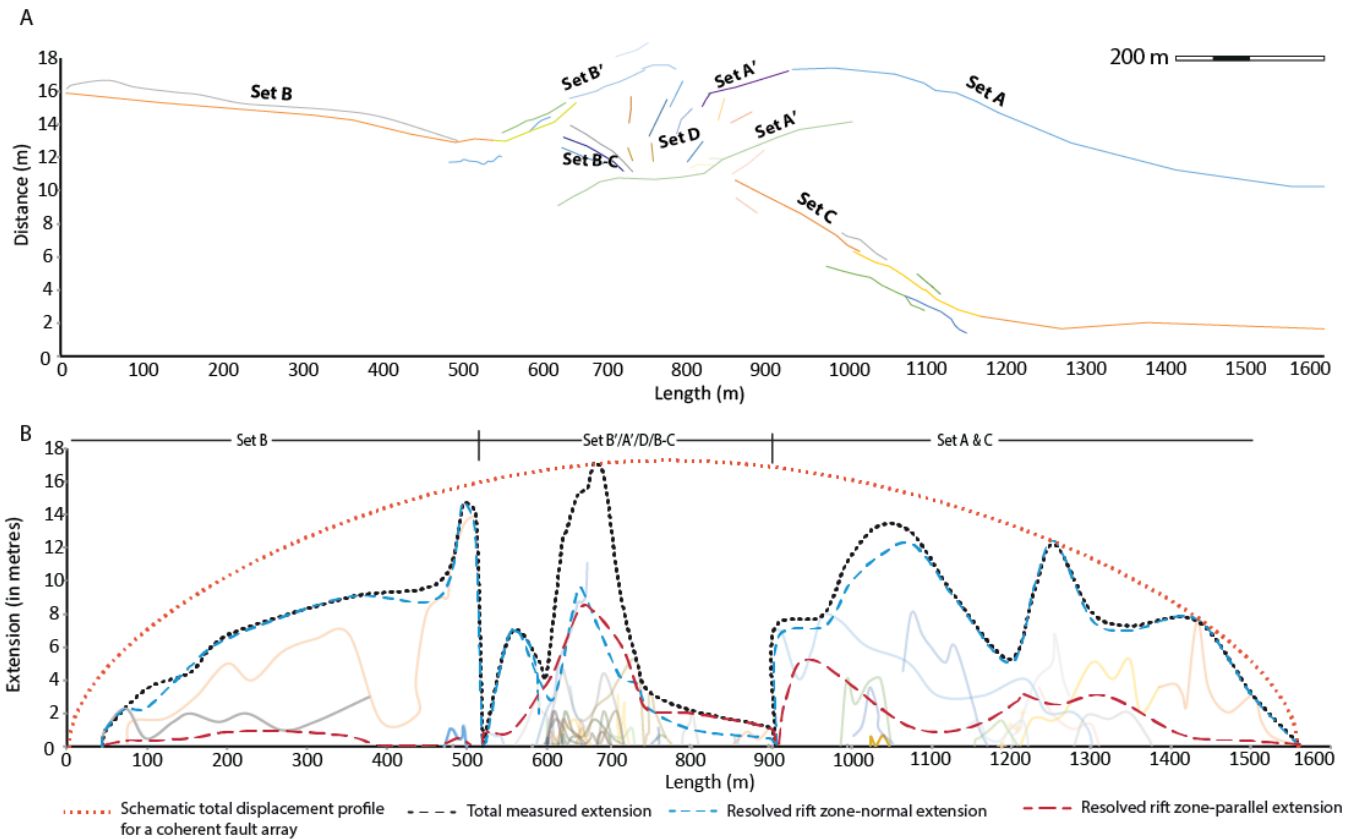 A
200 m
Set B
Set B'
Set A'
Set A
Set A'
Set D
Set B-C
Set C
18
16
14
12
10
8
6
4
2
0
Distance (m)
0 100 200 300 400 500 600 700 800 900 1000 1100 1200 1300 1400 1500 1600
Length (m)
B
Set B Set B'/A'/D/B-C Set A & C
18
16
14
12
10
8
6
4
2
0
Extension (in metres)
0 100 200 300 400 500 600 700 800 900 1000 1100 1200 1300 1400 1500 1600
Length (m)
Schematic total displacement profile
for a coherent fault array
Total measured extension
Resolved rift zone-normal extension
Resolved rift zone-parallel extension